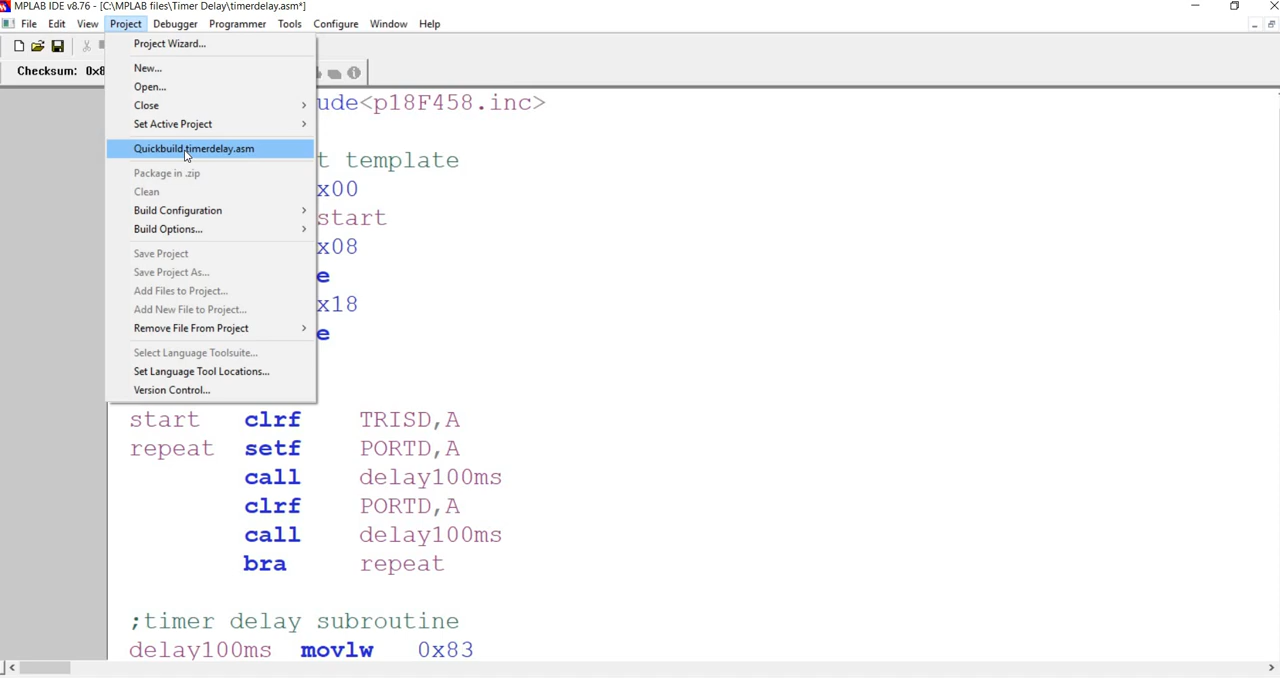 MPLAB IDE v8.76 - [C:\MPLAB files\Timer Delay\timerdelay.asm*]
File Edit View Project Debugger Programmer Tools Configure Window Help
Project Wizard...
Checksum: 0x8
New...
Open...
Close
Set Active Project
Quickbuild timerdelay.asm
Package in .zip
Clean
Build Configuration
Build Options...
Save Project
Save Project As...
Add Files to Project...
Add New File to Project...
Remove File From Project
Select Language Toolsuite...
Set Language Tool Locations...
Version Control...
ude<p18F458.inc>
t template
x00
start
x08
e
x18
e
start clrf TRISD,A
repeat setf PORTD,A
call delay100ms
clrf PORTD,A
call delay100ms
bra repeat
;timer delay subroutine
delay100ms movlw 0x83